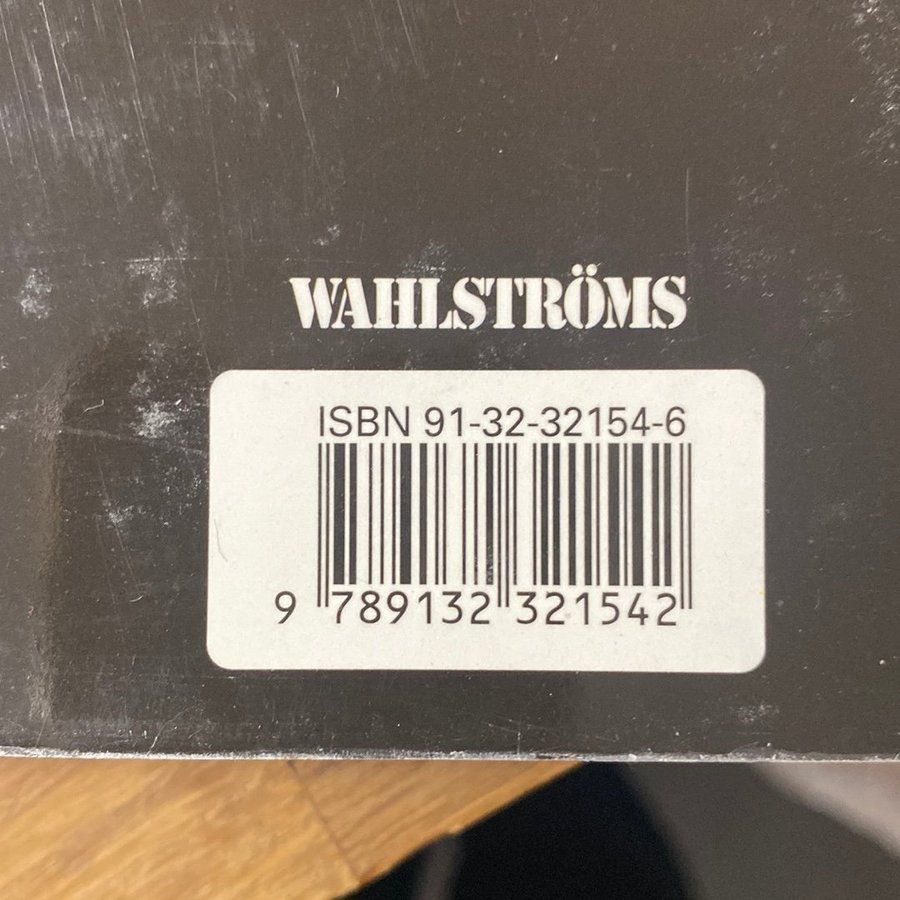 WAHLSTRÖMS
ISBN 91-32-32154-6
9 789132 321542